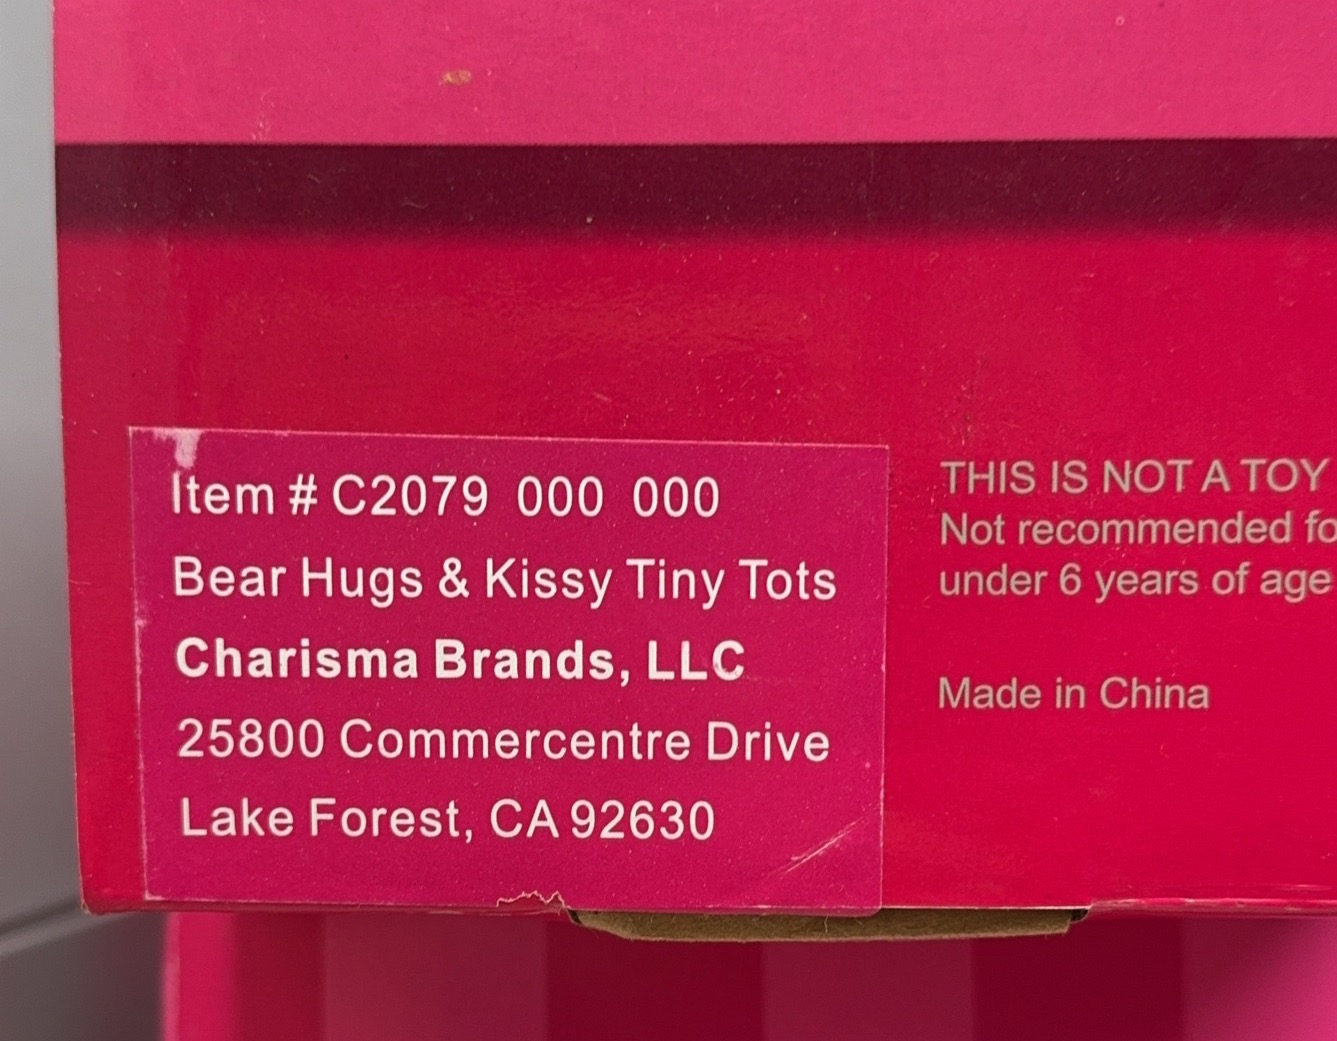 Item # C2079 000 000
Bear Hugs & Kissy Tiny Tots
Charisma Brands, LLC
25800 Commercentre Drive
Lake Forest, CA 92630
THIS IS NOT A TOY
Not recommended fo
under 6 years of age
Made in China